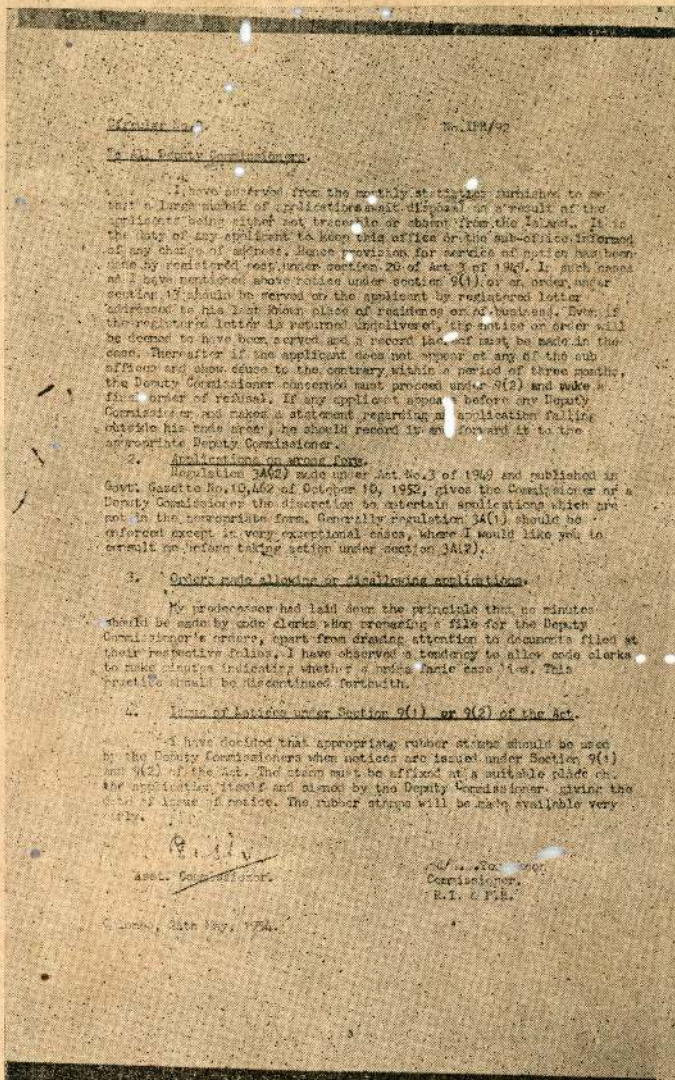 Circular No.
No.IPR/92
To All Deputy Commissioners.
I have observed from the monthly statistics furnished to me
that a large number of applications await disposal as a result of the
applicants being either not traceable or absent from the Island. It is
the duty of any applicant to keep this office or the sub-office informed
of any change of address. Hence provision for service of notice has been
made by registered post under section 20 of Act 3 of 1949. In such cases
as I have mentioned above notice under section 9(1) or an order under
section 13 should be served on the applicant by registered letter
addressed to his last known place of residence or of business. Even if
the registered letter is returned undelivered, the notice or order will
be deemed to have been served and a record thereof must be made in the
case. Thereafter if the applicant does not appear at any of the sub
offices and show cause to the contrary within a period of three months,
the Deputy Commissioner concerned must proceed under 9(2) and make a
final order of refusal. If any applicant appears before any Deputy
Commissioner and makes a statement regarding an application falling
outside his code area, he should record it and forward it to the
appropriate Deputy Commissioner.
2. Applications on wrong form.
Regulation 3A(2) made under Act No.3 of 1949 and published in
Govt. Gazette No.10,462 of October 10, 1952, gives the Commissioner or a
Deputy Commissioner the discretion to entertain applications which are
not in the appropriate form. Generally regulation 3A(1) should be
enforced except in very exceptional cases, where I would like you to
consult me before taking action under section 3A(2).
3. Orders made allowing or disallowing applications.
My predecessor had laid down the principle that no minutes
should be made by code clerks when preparing a file for the Deputy
Commissioner's orders, apart from drawing attention to documents filed at
their respective folios. I have observed a tendency to allow code clerks
to make minutes indicating whether a prima facie case lies. This
practice should be discontinued forthwith.
4. Issue of Notices under Section 9(1) or 9(2) of the Act.
I have decided that appropriate rubber stamps should be used
by the Deputy Commissioners when notices are issued under Section 9(1)
and 9(2) of the Act. The stamp must be affixed at a suitable place on
the application itself and signed by the Deputy Commissioner giving the
date of issue of notice. The rubber stamps will be made available very
early.
Asst. Commissioner.
Commissioner.
R.I. & P.R.
Colombo, 24th May, 1954.